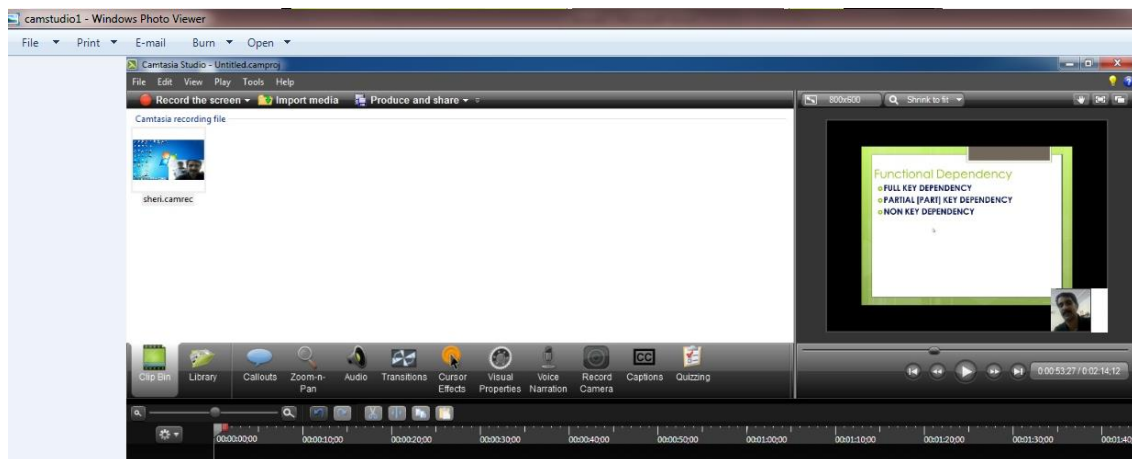 camstudio1 - Windows Photo Viewer
File Print E-mail Burn Open
Camtasia Studio - Untitled.camproj
File Edit View Play Tools Help
Record the screen Import media Produce and share
800x600 Shrink to fit
Camtasia recording file
sheri.camrec
Functional Dependency
FULL KEY DEPENDENCY
PARTIAL [PART] KEY DEPENDENCY
NON KEY DEPENDENCY
Clip Bin Library Callouts Zoom-n-Pan Audio Transitions Cursor Effects Visual Properties Voice Narration Record Camera CC Captions Quizzing
0:00:53;27 / 0:02:14;12
00:00:00;00 00:00:10;00 00:00:20;00 00:00:30;00 00:00:40;00 00:00:50;00 00:01:00;00 00:01:10;00 00:01:20;00 00:01:30;00 00:01:40